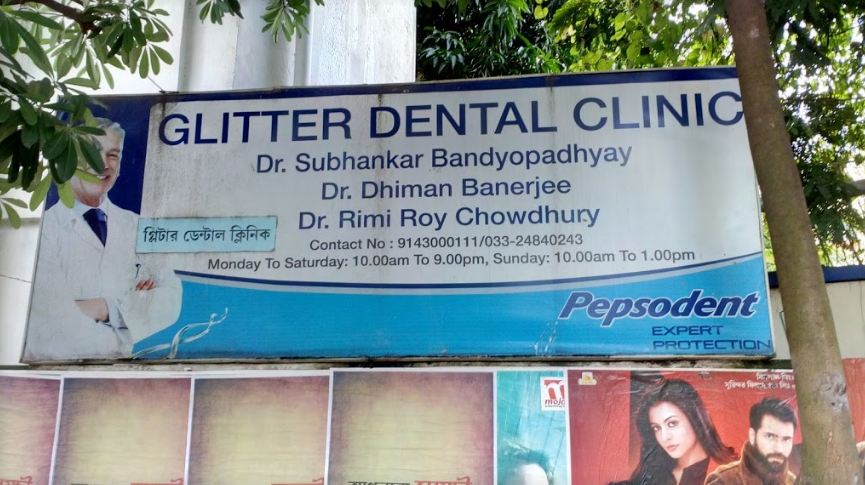 GLITTER DENTAL CLINIC
Dr. Subhankar Bandyopadhyay
Dr. Dhiman Banerjee
Dr. Rimi Roy Chowdhury
গ্লিটার ডেন্টাল ক্লিনিক
Contact No : 9143000111/033-24840243
Monday To Saturday: 10.00am To 9.00pm, Sunday: 10.00am To 1.00pm
Pepsodent
EXPERT
PROTECTION